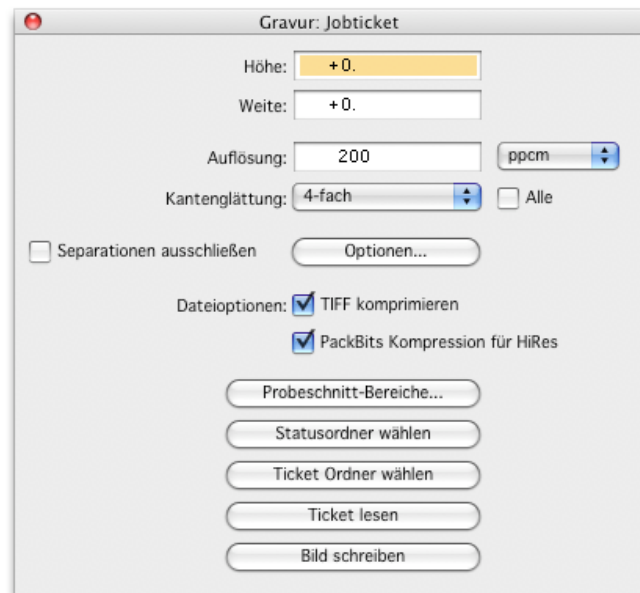 Gravur: Jobticket
Höhe: +0.
Weite: +0.
Auflösung: 200 ppcm
Kantenglättung: 4-fach Alle
Separationen ausschließen Optionen...
Dateioptionen: TIFF komprimieren
PackBits Kompression für HiRes
Probeschnitt-Bereiche...
Statusordner wählen
Ticket Ordner wählen
Ticket lesen
Bild schreiben